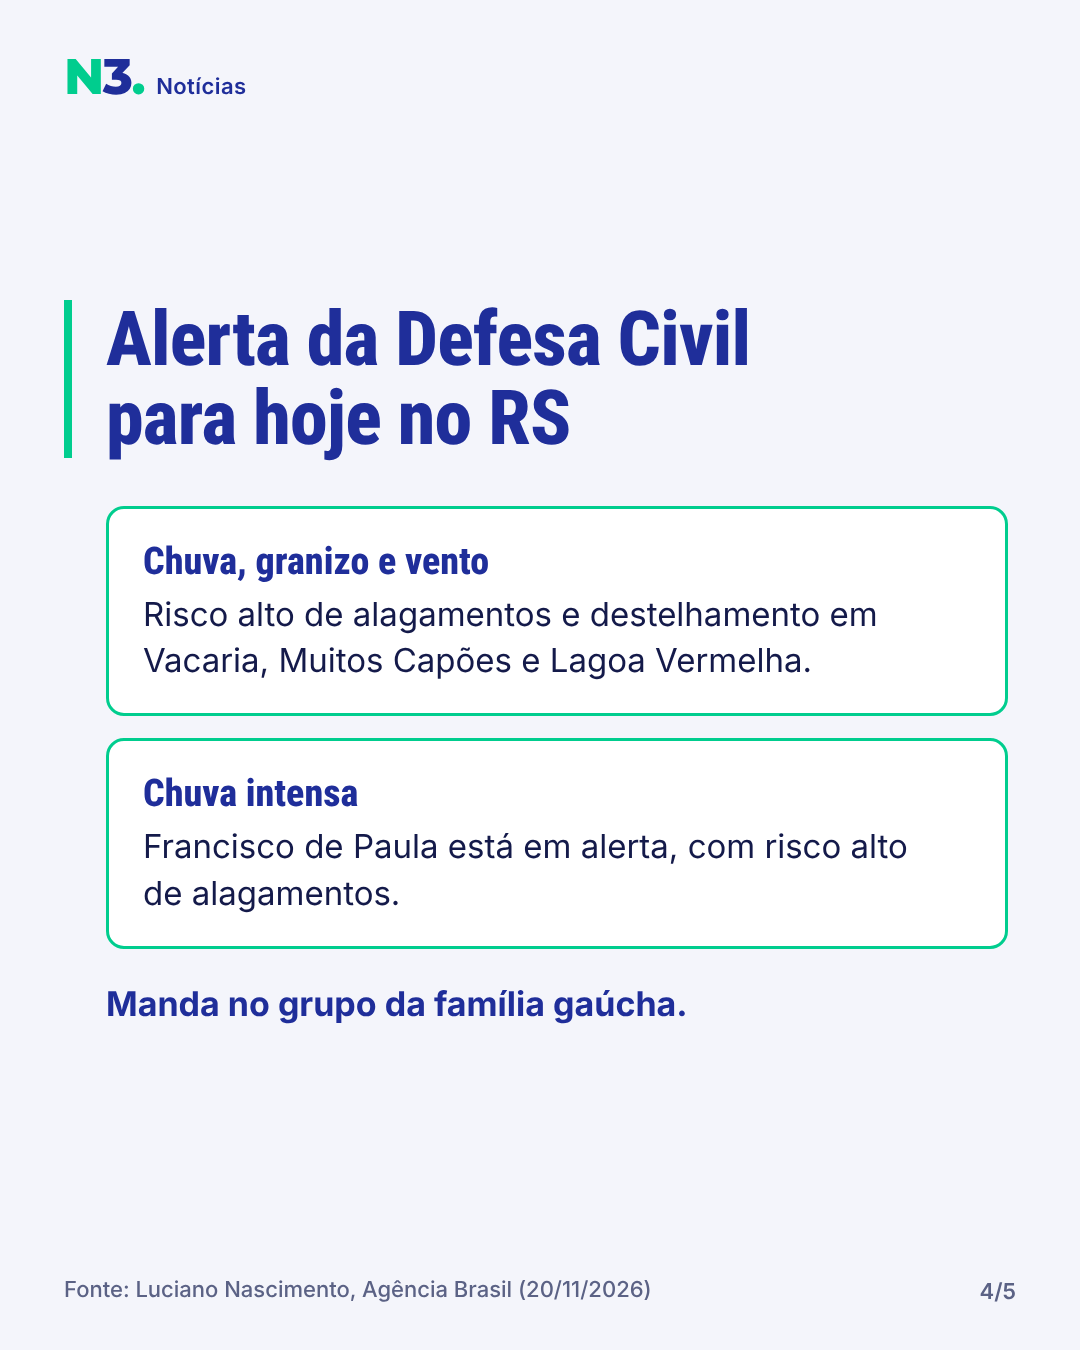 N3. Notícias
Alerta da Defesa Civil
para hoje no RS
Chuva, granizo e vento
Risco alto de alagamentos e destelhamento em
Vacaria, Muitos Capões e Lagoa Vermelha.
Chuva intensa
Francisco de Paula está em alerta, com risco alto
de alagamentos.
Manda no grupo da família gaúcha.
Fonte: Luciano Nascimento, Agência Brasil (20/11/2026)
4/5